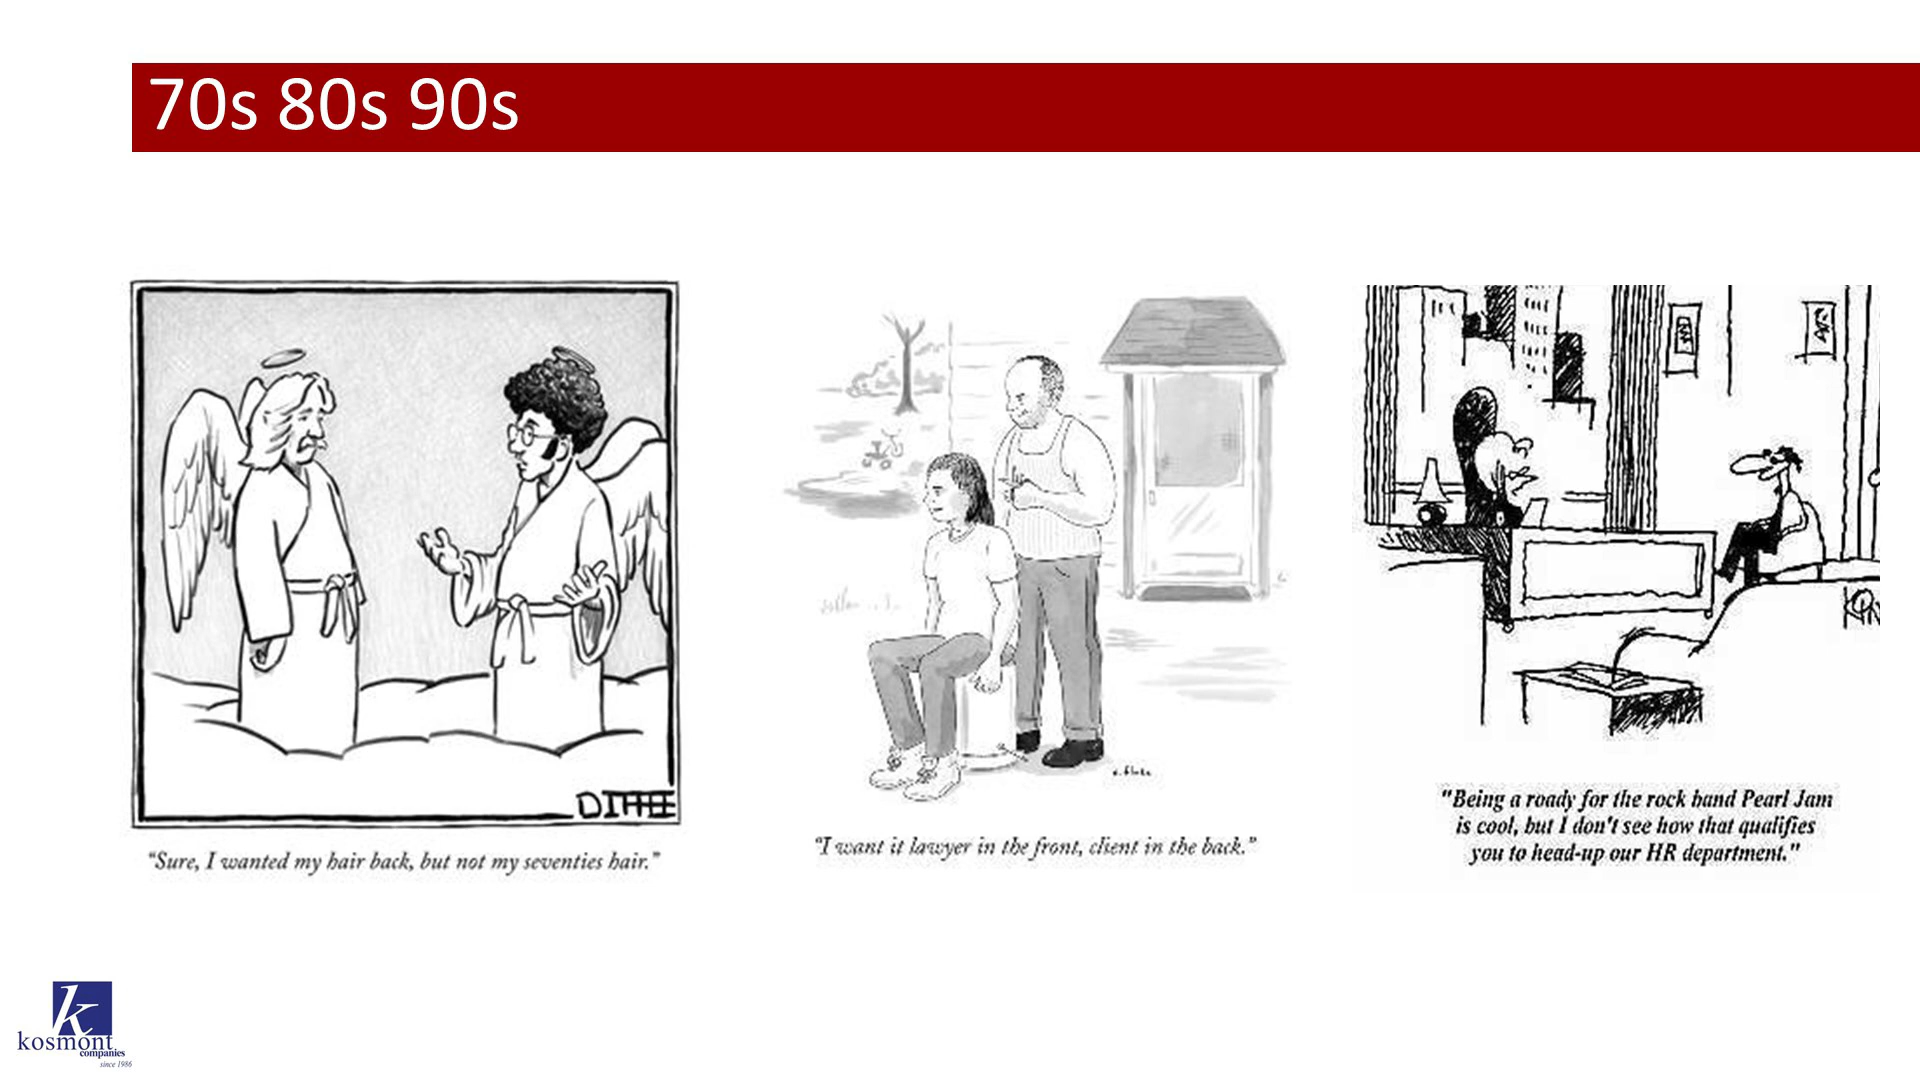 70s 80s 90s
DIFFEE
“Sure, I wanted my hair back, but not my seventies hair.”
“I want it lawyer in the front, client in the back.”
"Being a roady for the rock band Pearl Jam
is cool, but I don't see how that qualifies
you to head-up our HR department."
k
kosmont
companies
since 1986